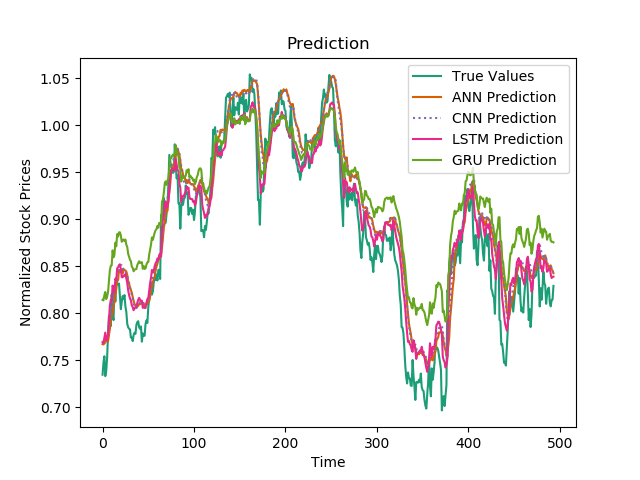 Prediction
Normalized Stock Prices
1.05
1.00
0.95
0.90
0.85
0.80
0.75
0.70
True Values
ANN Prediction
CNN Prediction
LSTM Prediction
GRU Prediction
0
100
200
300
400
500
Time